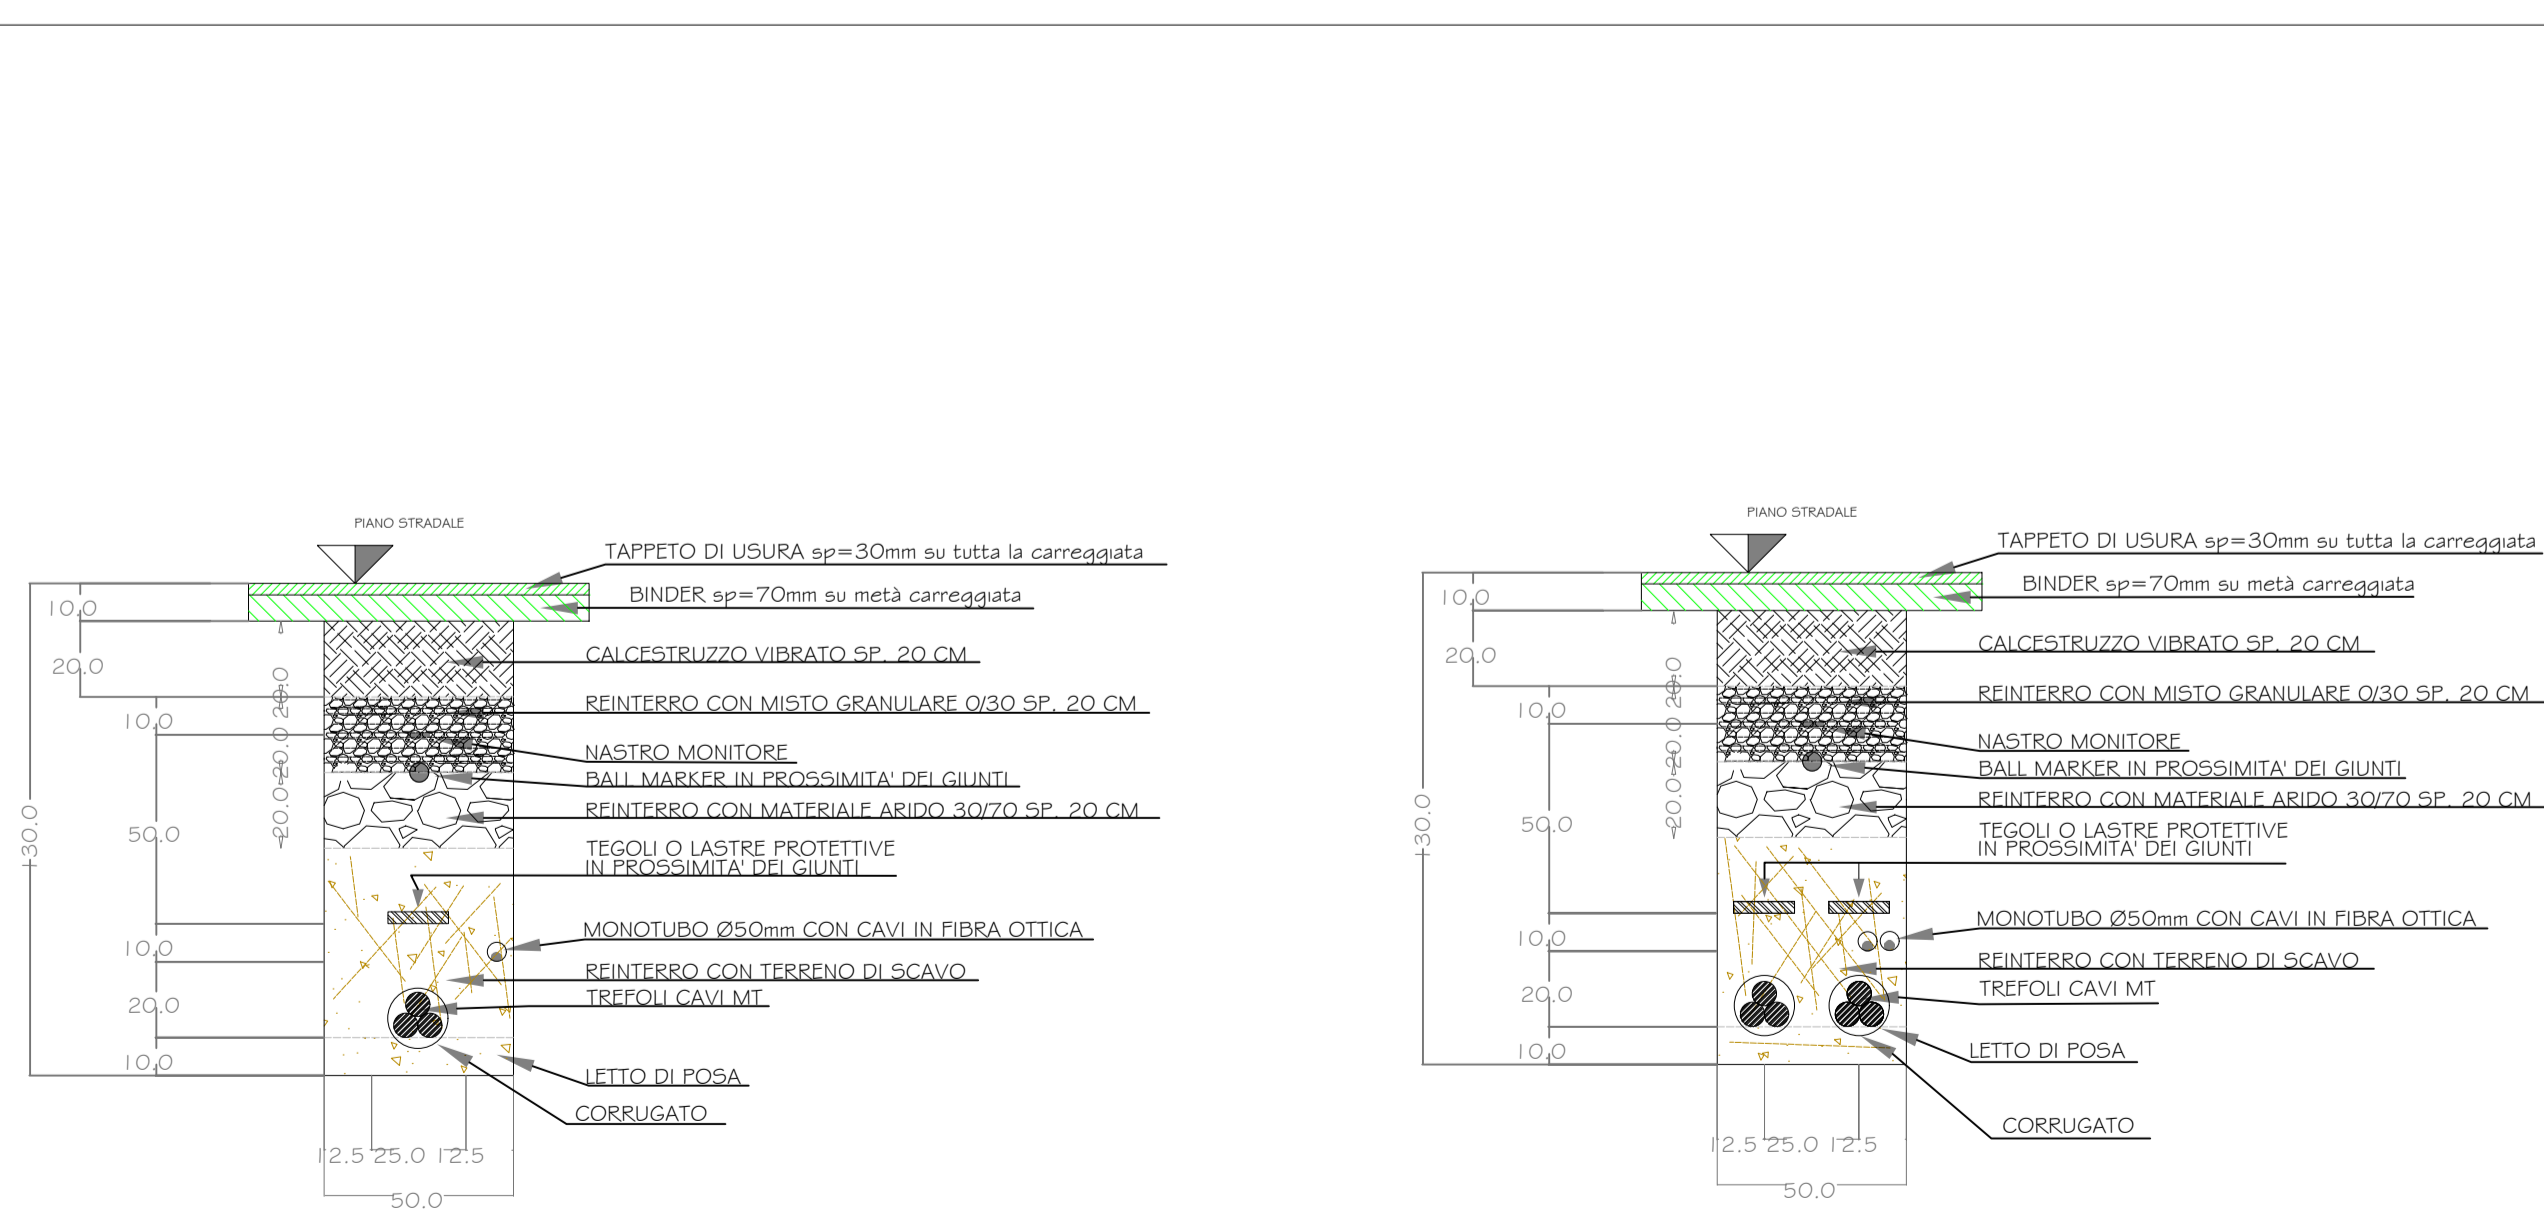 PIANO STRADALE
TAPPETO DI USURA sp=30mm su tutta la carreggiata
BINDER sp=70mm su metà carreggiata
CALCESTRUZZO VIBRATO SP. 20 CM
REINTERRO CON MISTO GRANULARE 0/30 SP. 20 CM
NASTRO MONITORE
BALL MARKER IN PROSSIMITA' DEI GIUNTI
REINTERRO CON MATERIALE ARIDO 30/70 SP. 20 CM
TEGOLI O LASTRE PROTETTIVE
IN PROSSIMITA' DEI GIUNTI
MONOTUBO Ø50mm CON CAVI IN FIBRA OTTICA
REINTERRO CON TERRENO DI SCAVO
TREFOLI CAVI MT
LETTO DI POSA
CORRUGATO
10.0
20.0
10.0
50.0
10.0
20.0
10.0
130.0
20.0
20.0
20.0
12.5 25.0 12.5
50.0
PIANO STRADALE
TAPPETO DI USURA sp=30mm su tutta la carreggiata
BINDER sp=70mm su metà carreggiata
CALCESTRUZZO VIBRATO SP. 20 CM
REINTERRO CON MISTO GRANULARE 0/30 SP. 20 CM
NASTRO MONITORE
BALL MARKER IN PROSSIMITA' DEI GIUNTI
REINTERRO CON MATERIALE ARIDO 30/70 SP. 20 CM
TEGOLI O LASTRE PROTETTIVE
IN PROSSIMITA' DEI GIUNTI
MONOTUBO Ø50mm CON CAVI IN FIBRA OTTICA
REINTERRO CON TERRENO DI SCAVO
TREFOLI CAVI MT
LETTO DI POSA
CORRUGATO
10.0
20.0
10.0
50.0
10.0
20.0
10.0
130.0
20.0
20.0
20.0
12.5 25.0 12.5
50.0